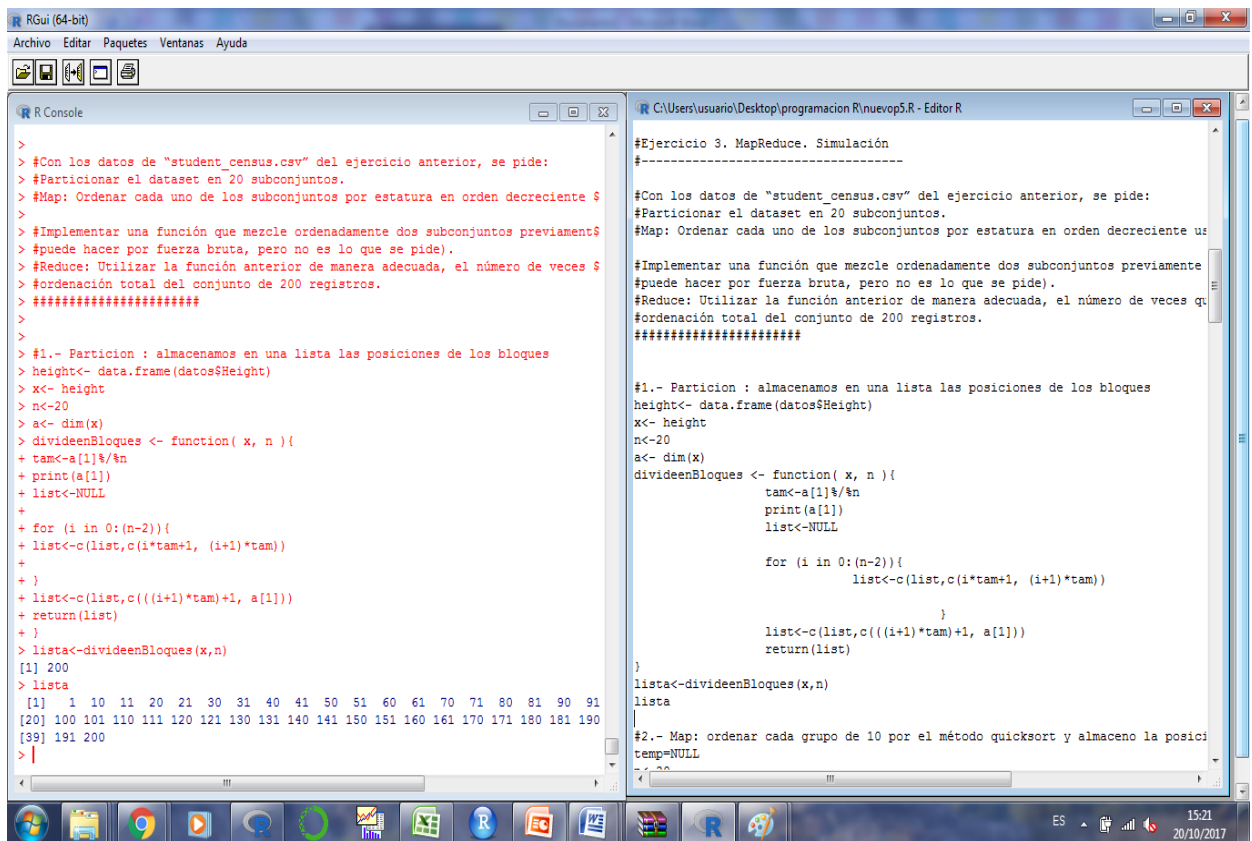 RGui (64-bit)
Archivo Editar Paquetes Ventanas Ayuda
R Console
>
> #Con los datos de “student_census.csv” del ejercicio anterior, se pide:
> #Particionar el dataset en 20 subconjuntos.
> #Map: Ordenar cada uno de los subconjuntos por estatura en orden decreciente $
>
> #Implementar una función que mezcle ordenadamente dos subconjuntos previament$
> #puede hacer por fuerza bruta, pero no es lo que se pide).
> #Reduce: Utilizar la función anterior de manera adecuada, el número de veces $
> #ordenación total del conjunto de 200 registros.
> #######################
>
>
> #1.- Particion : almacenamos en una lista las posiciones de los bloques
> height<- data.frame(datos$Height)
> x<- height
> n<-20
> a<- dim(x)
> divideenBloques <- function( x, n ){
+ tam<-a[1]%/%n
+ print(a[1])
+ list<-NULL
+
+ for (i in 0:(n-2)){
+ list<-c(list,c(i*tam+1, (i+1)*tam))
+
+ }
+ list<-c(list,c(((i+1)*tam)+1, a[1]))
+ return(list)
+ }
> lista<-divideenBloques(x,n)
[1] 200
> lista
[1] 1 10 11 20 21 30 31 40 41 50 51 60 61 70 71 80 81 90 91
[20] 100 101 110 111 120 121 130 131 140 141 150 151 160 161 170 171 180 181 190
[39] 191 200
>
C:\Users\usuario\Desktop\programacion R\nuevop5.R - Editor R
#Ejercicio 3. MapReduce. Simulación
#------------------------------------
#Con los datos de “student_census.csv” del ejercicio anterior, se pide:
#Particionar el dataset en 20 subconjuntos.
#Map: Ordenar cada uno de los subconjuntos por estatura en orden decreciente us
#Implementar una función que mezcle ordenadamente dos subconjuntos previamente
#puede hacer por fuerza bruta, pero no es lo que se pide).
#Reduce: Utilizar la función anterior de manera adecuada, el número de veces qu
#ordenación total del conjunto de 200 registros.
#######################
#1.- Particion : almacenamos en una lista las posiciones de los bloques
height<- data.frame(datos$Height)
x<- height
n<-20
a<- dim(x)
divideenBloques <- function( x, n ){
tam<-a[1]%/%n
print(a[1])
list<-NULL
for (i in 0:(n-2)){
list<-c(list,c(i*tam+1, (i+1)*tam))
}
list<-c(list,c(((i+1)*tam)+1, a[1]))
return(list)
}
lista<-divideenBloques(x,n)
lista
#2.- Map: ordenar cada grupo de 10 por el método quicksort y almaceno la posici
temp=NULL
ES
15:21
20/10/2017